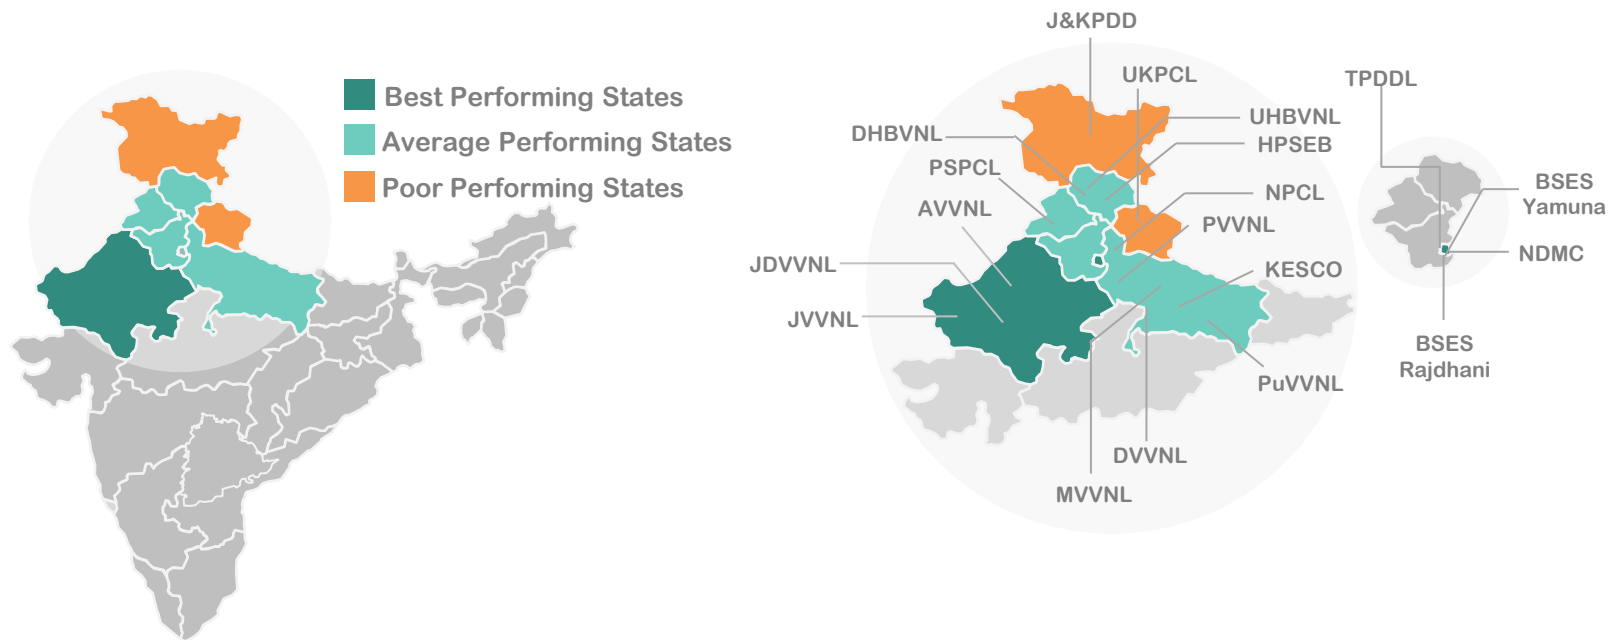 Best Performing States
Average Performing States
Poor Performing States
J&KPDD
UKPCL
UHBVNL
DHBVNL
HPSEB
PSPCL
NPCL
AVVNL
PVVNL
JDVVNL
KESCO
JVVNL
PuVVNL
DVVNL
MVVNL
TPDDL
BSES
Yamuna
NDMC
BSES
Rajdhani